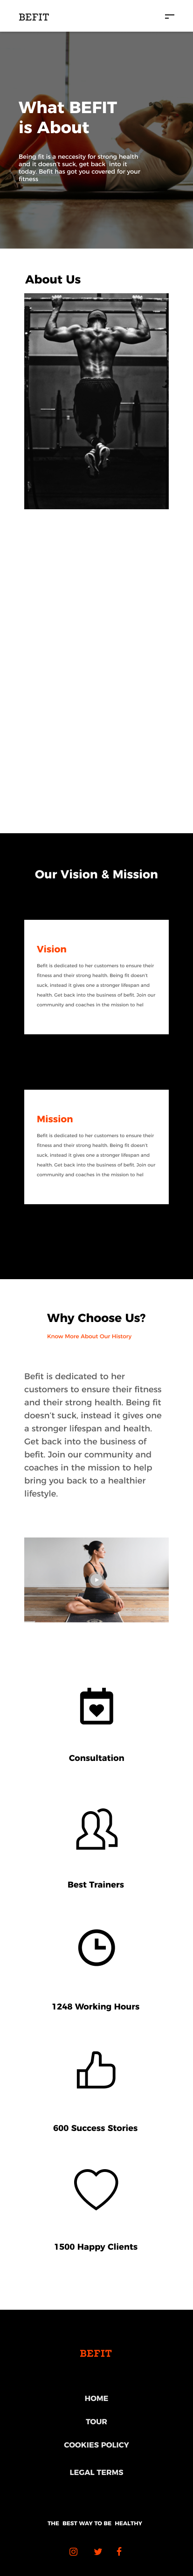 BEFIT
What BEFIT
is About
Being fit is a neccesity for strong health
and it doesn't suck, get back into it
today, Befit has got you covered for your
fitness
About Us
Our Vision & Mission
Vision
Befit is dedicated to her customers to ensure their
fitness and their strong health. Being fit doesn't
suck, instead it gives one a stronger lifespan and
health. Get back into the business of befit. Join our
community and coaches in the mission to hel
Mission
Befit is dedicated to her customers to ensure their
fitness and their strong health. Being fit doesn't
suck, instead it gives one a stronger lifespan and
health. Get back into the business of befit. Join our
community and coaches in the mission to hel
Why Choose Us?
Know More About Our History
Befit is dedicated to her
customers to ensure their fitness
and their strong health. Being fit
doesn't suck, instead it gives one
a stronger lifespan and health.
Get back into the business of
befit. Join our community and
coaches in the mission to help
bring you back to a healthier
lifestyle.
Consultation
Best Trainers
1248 Working Hours
600 Success Stories
1500 Happy Clients
BEFIT
HOME
TOUR
COOKIES POLICY
LEGAL TERMS
THE BEST WAY TO BE HEALTHY